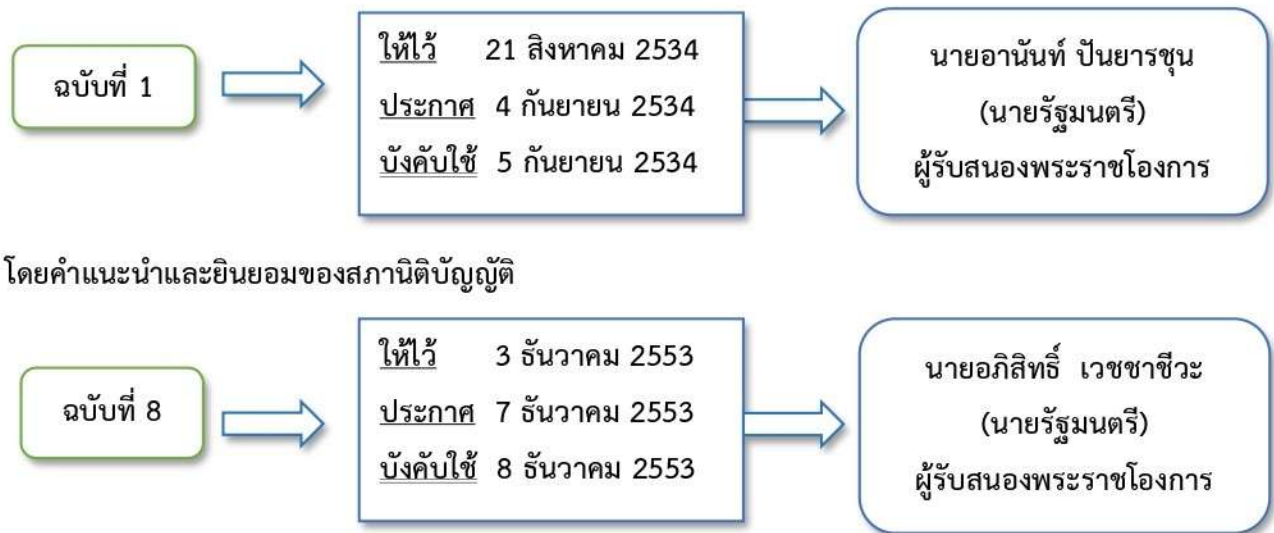 ฉบับที่ 1
ให้ไว้ 21 สิงหาคม 2534
ประกาศ 4 กันยายน 2534
บังคับใช้ 5 กันยายน 2534
นายอานันท์ ปันยารชุน
(นายรัฐมนตรี)
ผู้รับสนองพระราชโองการ
โดยคำแนะนำและยินยอมของสภานิติบัญญัติ
ฉบับที่ 8
ให้ไว้ 3 ธันวาคม 2553
ประกาศ 7 ธันวาคม 2553
บังคับใช้ 8 ธันวาคม 2553
นายอภิสิทธิ์ เวชชาชีวะ
(นายรัฐมนตรี)
ผู้รับสนองพระราชโองการ